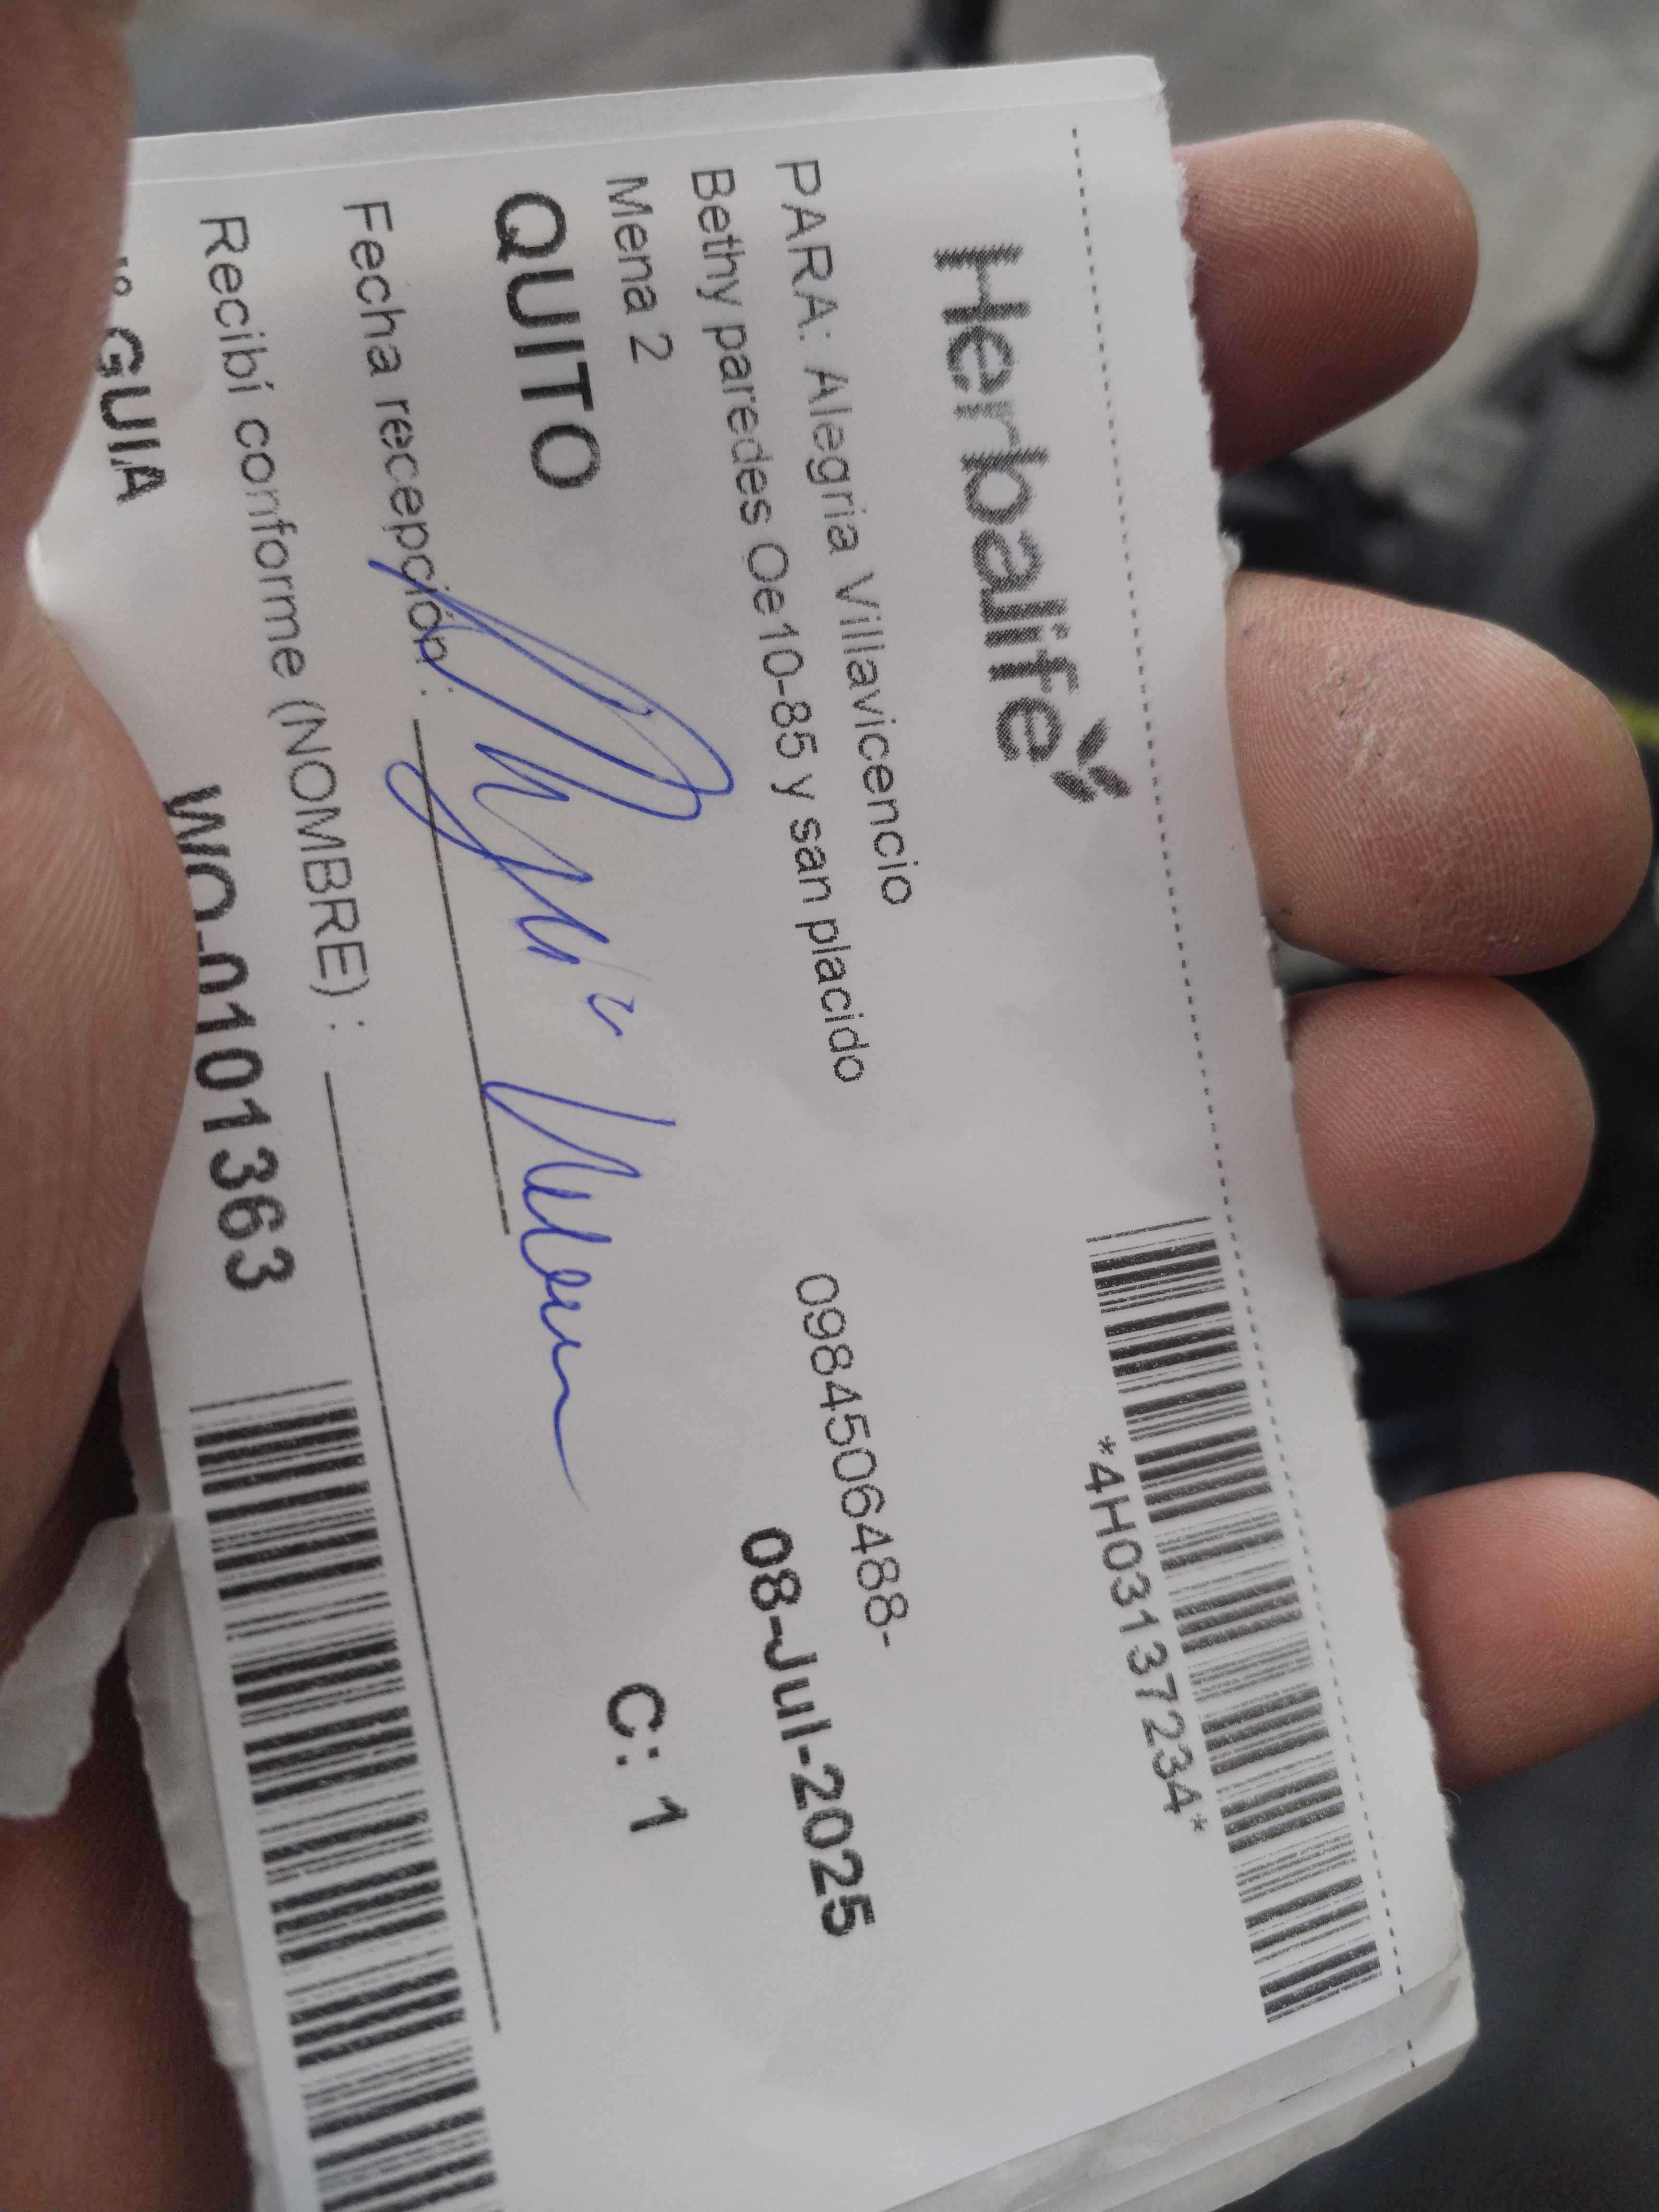 Herbalife
*4H03137234*
PARA: Alegria Villavicencio 0984506488-
Bethy paredes Oe10-85 y san placido
Mena 2 08-Jul-2025
QUITO C: 1
Fecha recepción:
Recibí conforme (NOMBRE) :
GUIA WO-0101363